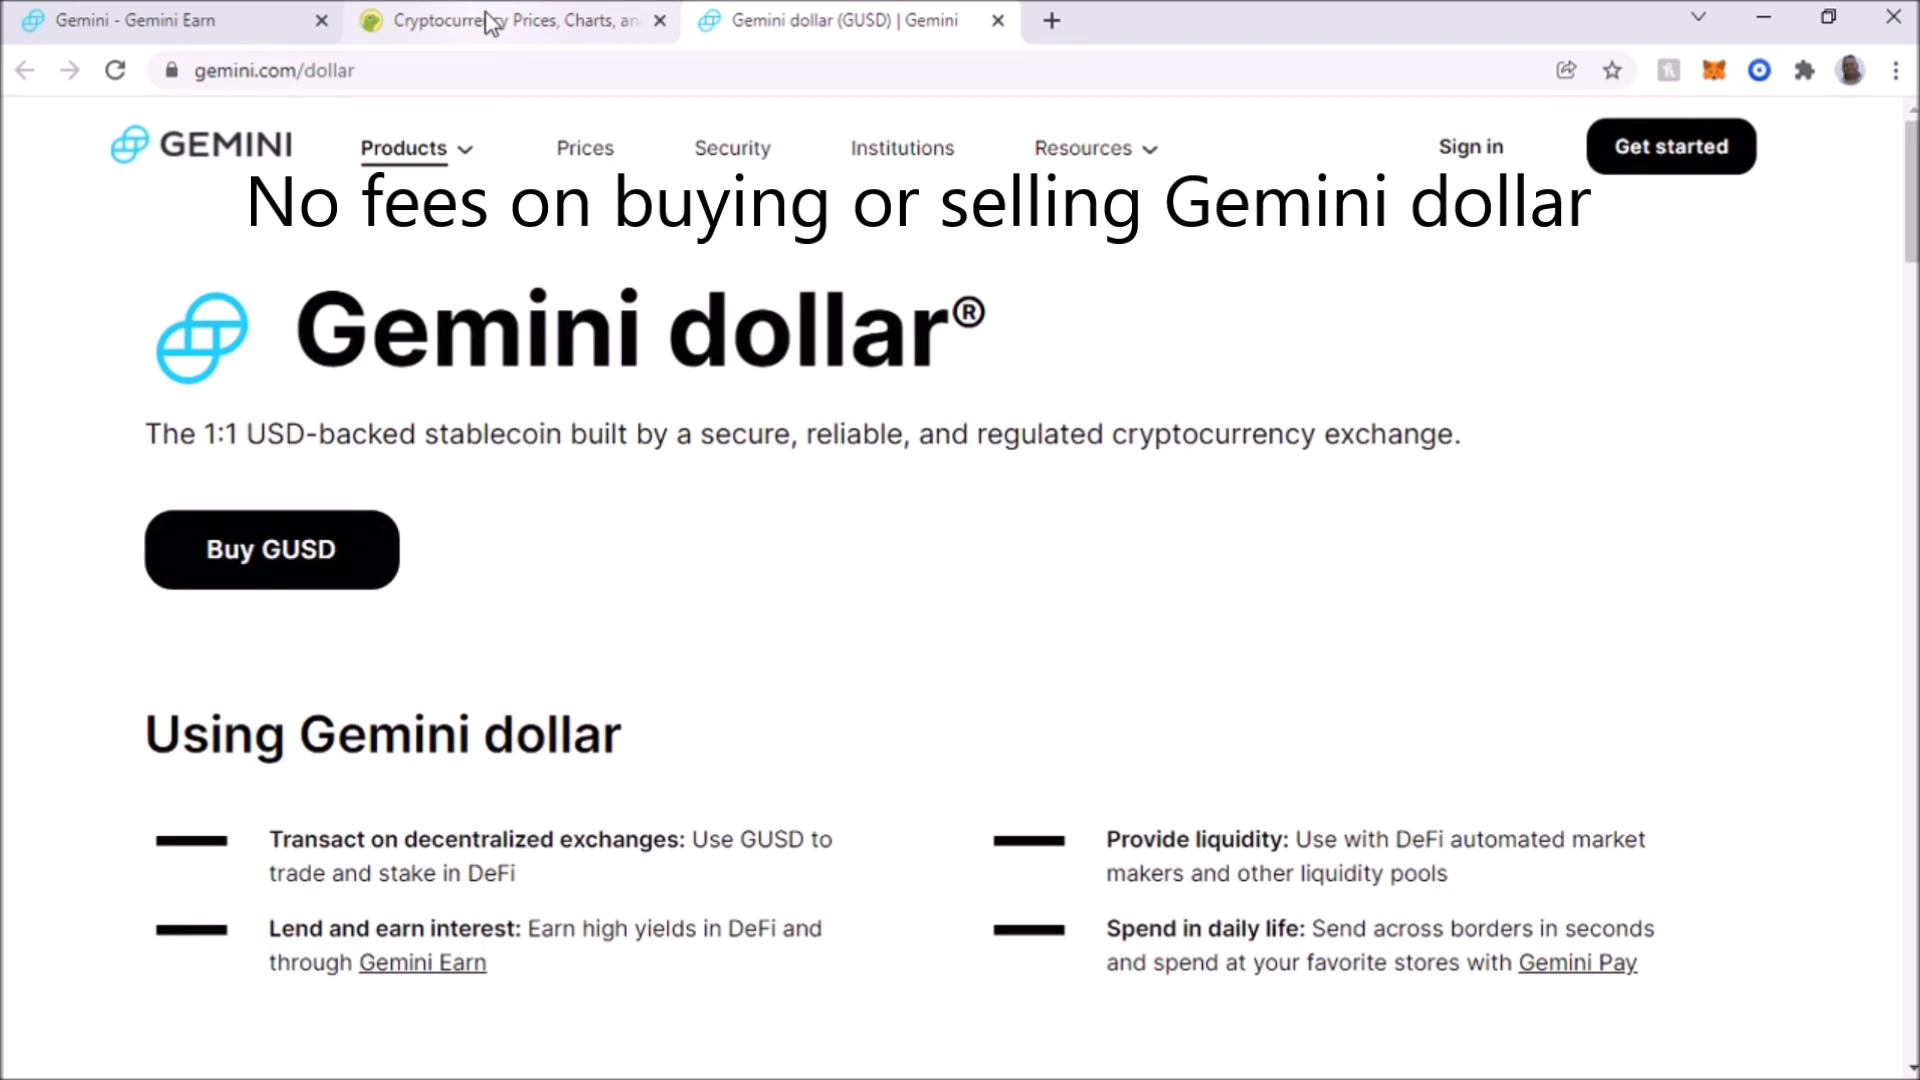 Gemini - Gemini Earn
Cryptocurrency Prices, Charts, an
Gemini dollar (GUSD) | Gemini
gemini.com/dollar
GEMINI
Products
Prices
Security
Institutions
Resources
Sign in
Get started
No fees on buying or selling Gemini dollar
Gemini dollar®
The 1:1 USD-backed stablecoin built by a secure, reliable, and regulated cryptocurrency exchange.
Buy GUSD
Using Gemini dollar
Transact on decentralized exchanges: Use GUSD to
trade and stake in DeFi
Lend and earn interest: Earn high yields in DeFi and
through Gemini Earn
Provide liquidity: Use with DeFi automated market
makers and other liquidity pools
Spend in daily life: Send across borders in seconds
and spend at your favorite stores with Gemini Pay